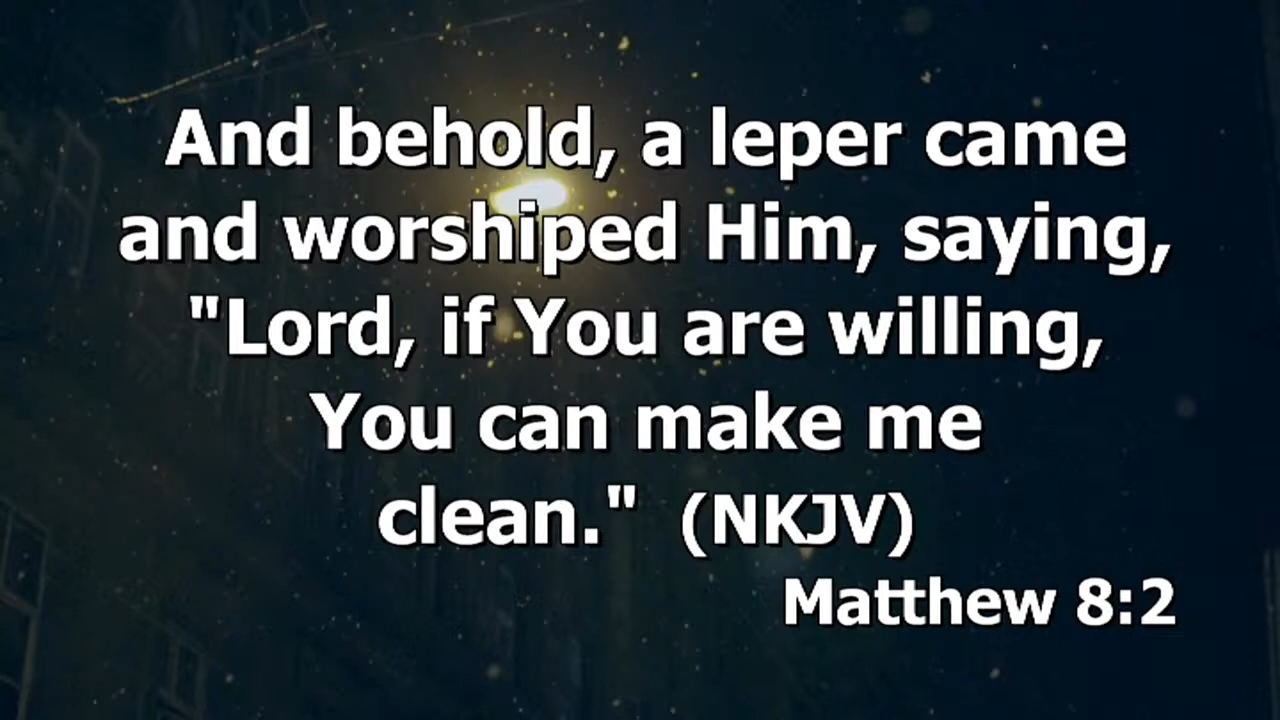 And behold, a leper came
and worshiped Him, saying,
"Lord, if You are willing,
You can make me
clean."  (NKJV)
Matthew 8:2